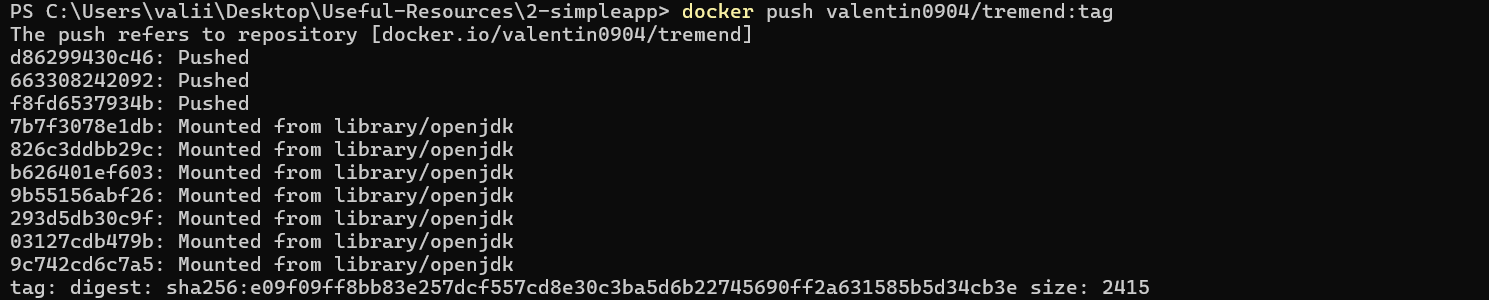 PS C:\Users\valii\Desktop\Useful-Resources\2-simpleapp> docker push valentin0904/tremend:tag
The push refers to repository [docker.io/valentin0904/tremend]
d86299430c46: Pushed
663308242092: Pushed
f8fd6537934b: Pushed
7b7f3078e1db: Mounted from library/openjdk
826c3ddbb29c: Mounted from library/openjdk
b626401ef603: Mounted from library/openjdk
9b55156abf26: Mounted from library/openjdk
293d5db30c9f: Mounted from library/openjdk
03127cdb479b: Mounted from library/openjdk
9c742cd6c7a5: Mounted from library/openjdk
tag: digest: sha256:e09f09ff8bb83e257dcf557cd8e30c3ba5d6b22745690ff2a631585b5d34cb3e size: 2415